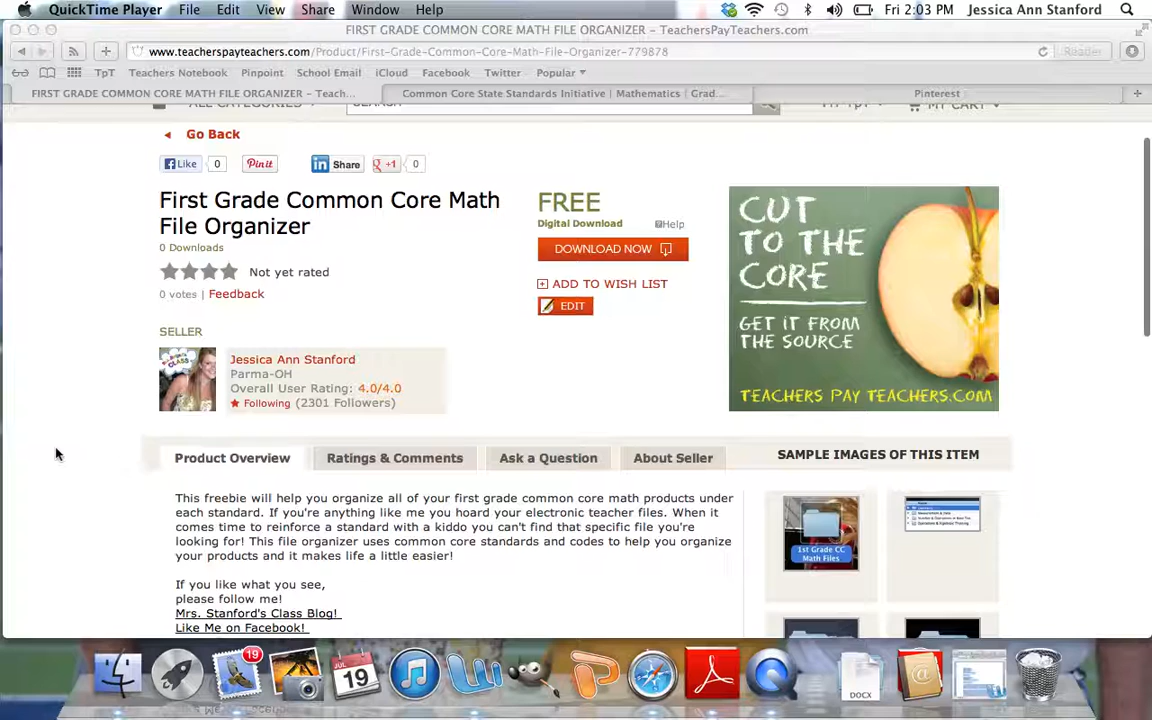 QuickTime Player File Edit View Share Window Help Fri 2:03 PM Jessica Ann Stanford
FIRST GRADE COMMON CORE MATH FILE ORGANIZER – TeachersPayTeachers.com
www.teacherspayteachers.com/Product/First-Grade-Common-Core-Math-File-Organizer-779878 Reader
TpT Teachers Notebook Pinpoint School Email iCloud Facebook Twitter Popular
FIRST GRADE COMMON CORE MATH FILE ORGANIZER – Teach... Common Core State Standards Initiative | Mathematics | Grad... Pinterest
ALL CATEGORIES SEARCH MY CART
Go Back
Like 0 Pin it Share +1 0
First Grade Common Core Math
File Organizer
0 Downloads
Not yet rated
0 votes | Feedback
FREE
Digital Download Help
DOWNLOAD NOW
ADD TO WISH LIST
EDIT
CUT
TO THE
CORE
GET IT FROM
THE SOURCE
TEACHERS PAY TEACHERS.COM
SELLER
Jessica Ann Stanford
Parma-OH
Overall User Rating: 4.0/4.0
Following (2301 Followers)
Product Overview Ratings & Comments Ask a Question About Seller
SAMPLE IMAGES OF THIS ITEM
This freebie will help you organize all of your first grade common core math products under
each standard. If you're anything like me you hoard your electronic teacher files. When it
comes time to reinforce a standard with a kiddo you can't find that specific file you're
looking for! This file organizer uses common core standards and codes to help you organize
your products and it makes life a little easier!
If you like what you see,
please follow me!
Mrs. Stanford's Class Blog!
Like Me on Facebook!
1st Grade CC
Math Files
19
JUL
19
DOCX